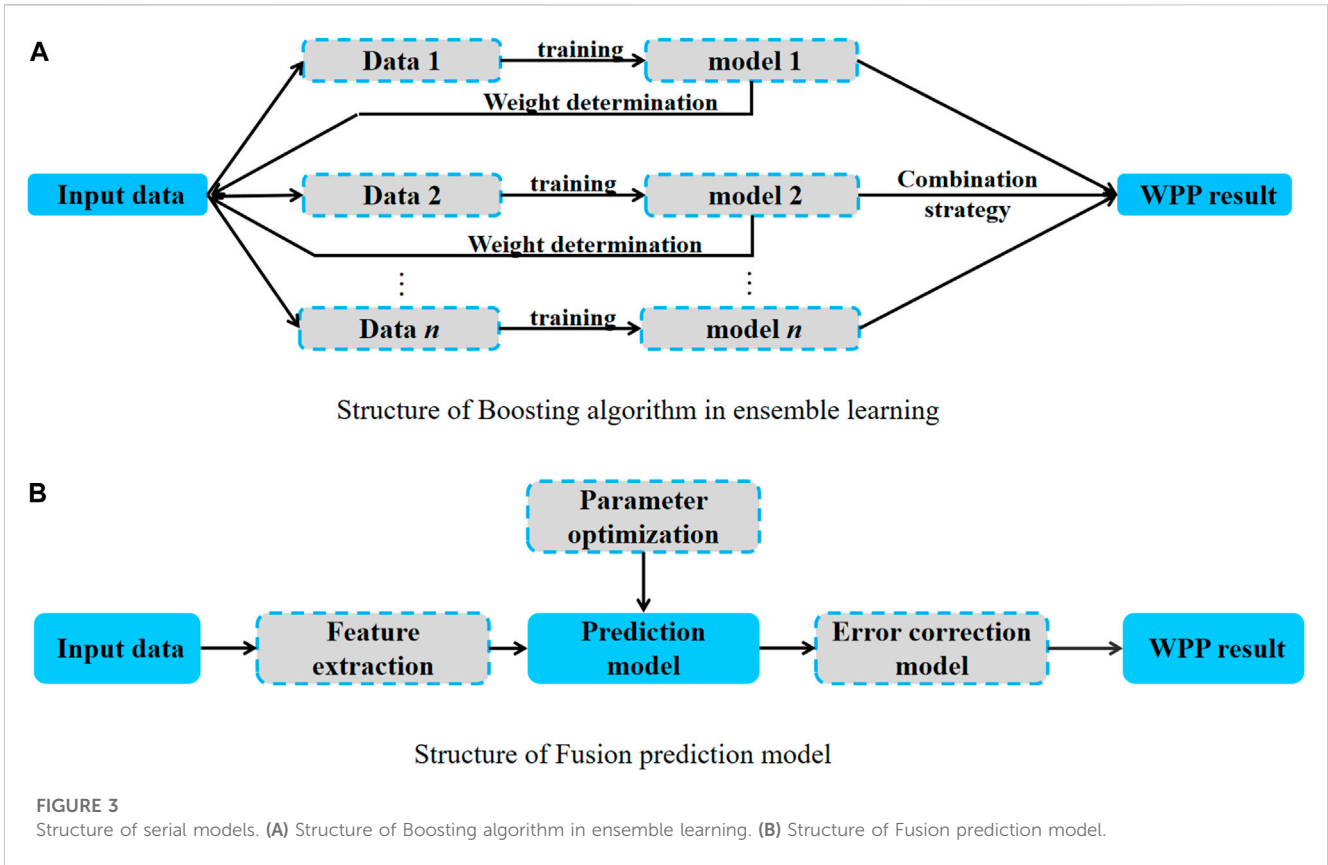 A
Data 1
training
model 1
Weight determination
Input data
Data 2
training
model 2
Combination
strategy
WPP result
Weight determination
⋮
⋮
Data n
training
model n
Structure of Boosting algorithm in ensemble learning
B
Parameter
optimization
Input data
Feature
extraction
Prediction
model
Error correction
model
WPP result
Structure of Fusion prediction model
FIGURE 3
Structure of serial models. (A) Structure of Boosting algorithm in ensemble learning. (B) Structure of Fusion prediction model.